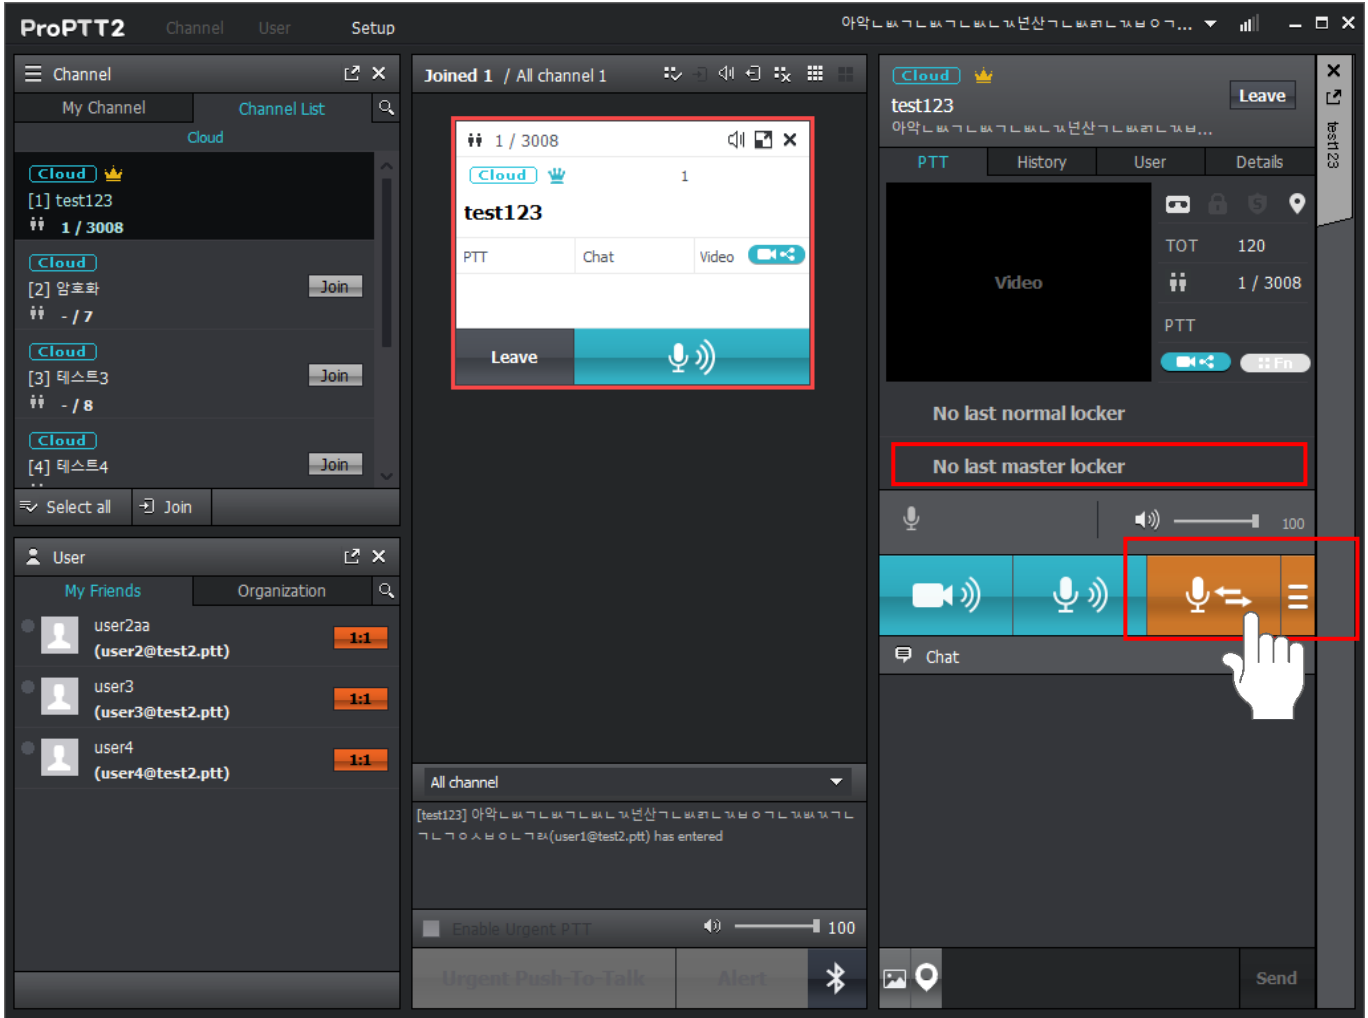 ProPTT2
Channel
User
Setup
Channel
My Channel
Channel List
Cloud
Cloud
[1] test123
1 / 3008
Cloud
[2] 암호화
Join
- / 7
Cloud
[3] 테스트3
Join
- / 8
Cloud
[4] 테스트4
Join
Select all
Join
User
My Friends
Organization
user2aa
(user2@test2.ptt)
1:1
user3
(user3@test2.ptt)
1:1
user4
(user4@test2.ptt)
1:1
Joined 1 / All channel 1
1 / 3008
Cloud
1
test123
PTT
Chat
Video
Leave
All channel
[test123]
(user1@test2.ptt) has entered
Enable Urgent PTT
100
Urgent Push-To-Talk
Alert
Cloud
test123
Leave
PTT
History
User
Details
Video
TOT 120
1 / 3008
PTT
Fn
No last normal locker
No last master locker
100
Chat
Send
test123